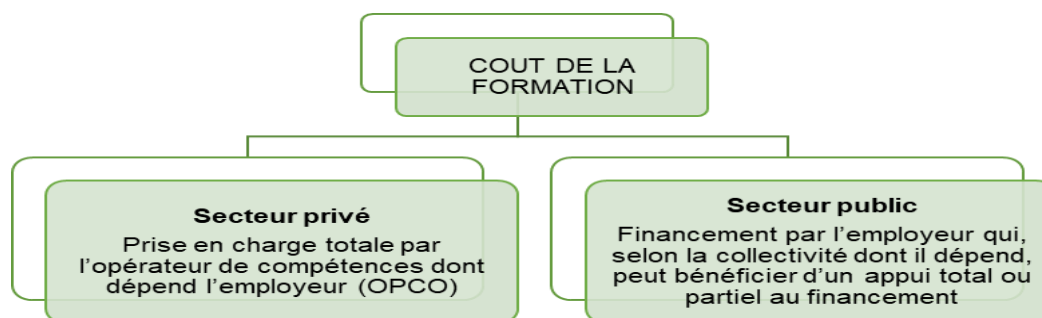 COUT DE LA
FORMATION
Secteur privé
Prise en charge totale par
l'opérateur de compétences dont
dépend l'employeur (OPCO)
Secteur public
Financement par l'employeur qui,
selon la collectivité dont il dépend,
peut bénéficier d'un appui total ou
partiel au financement